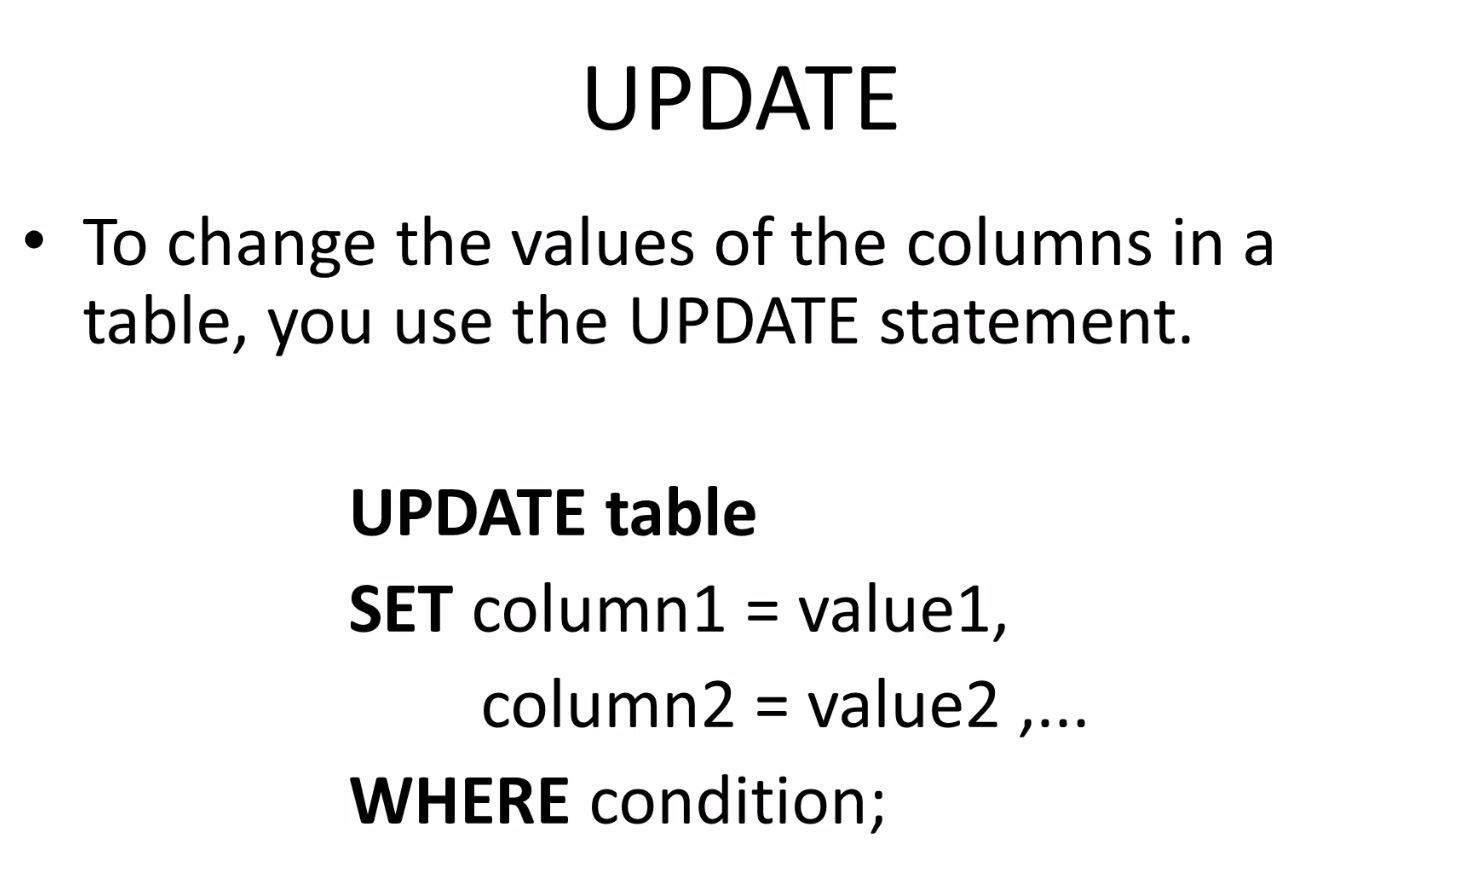 UPDATE
• To change the values of the columns in a
table, you use the UPDATE statement.
UPDATE table
SET column1 = value1,
column2 = value2 ,...
WHERE condition;